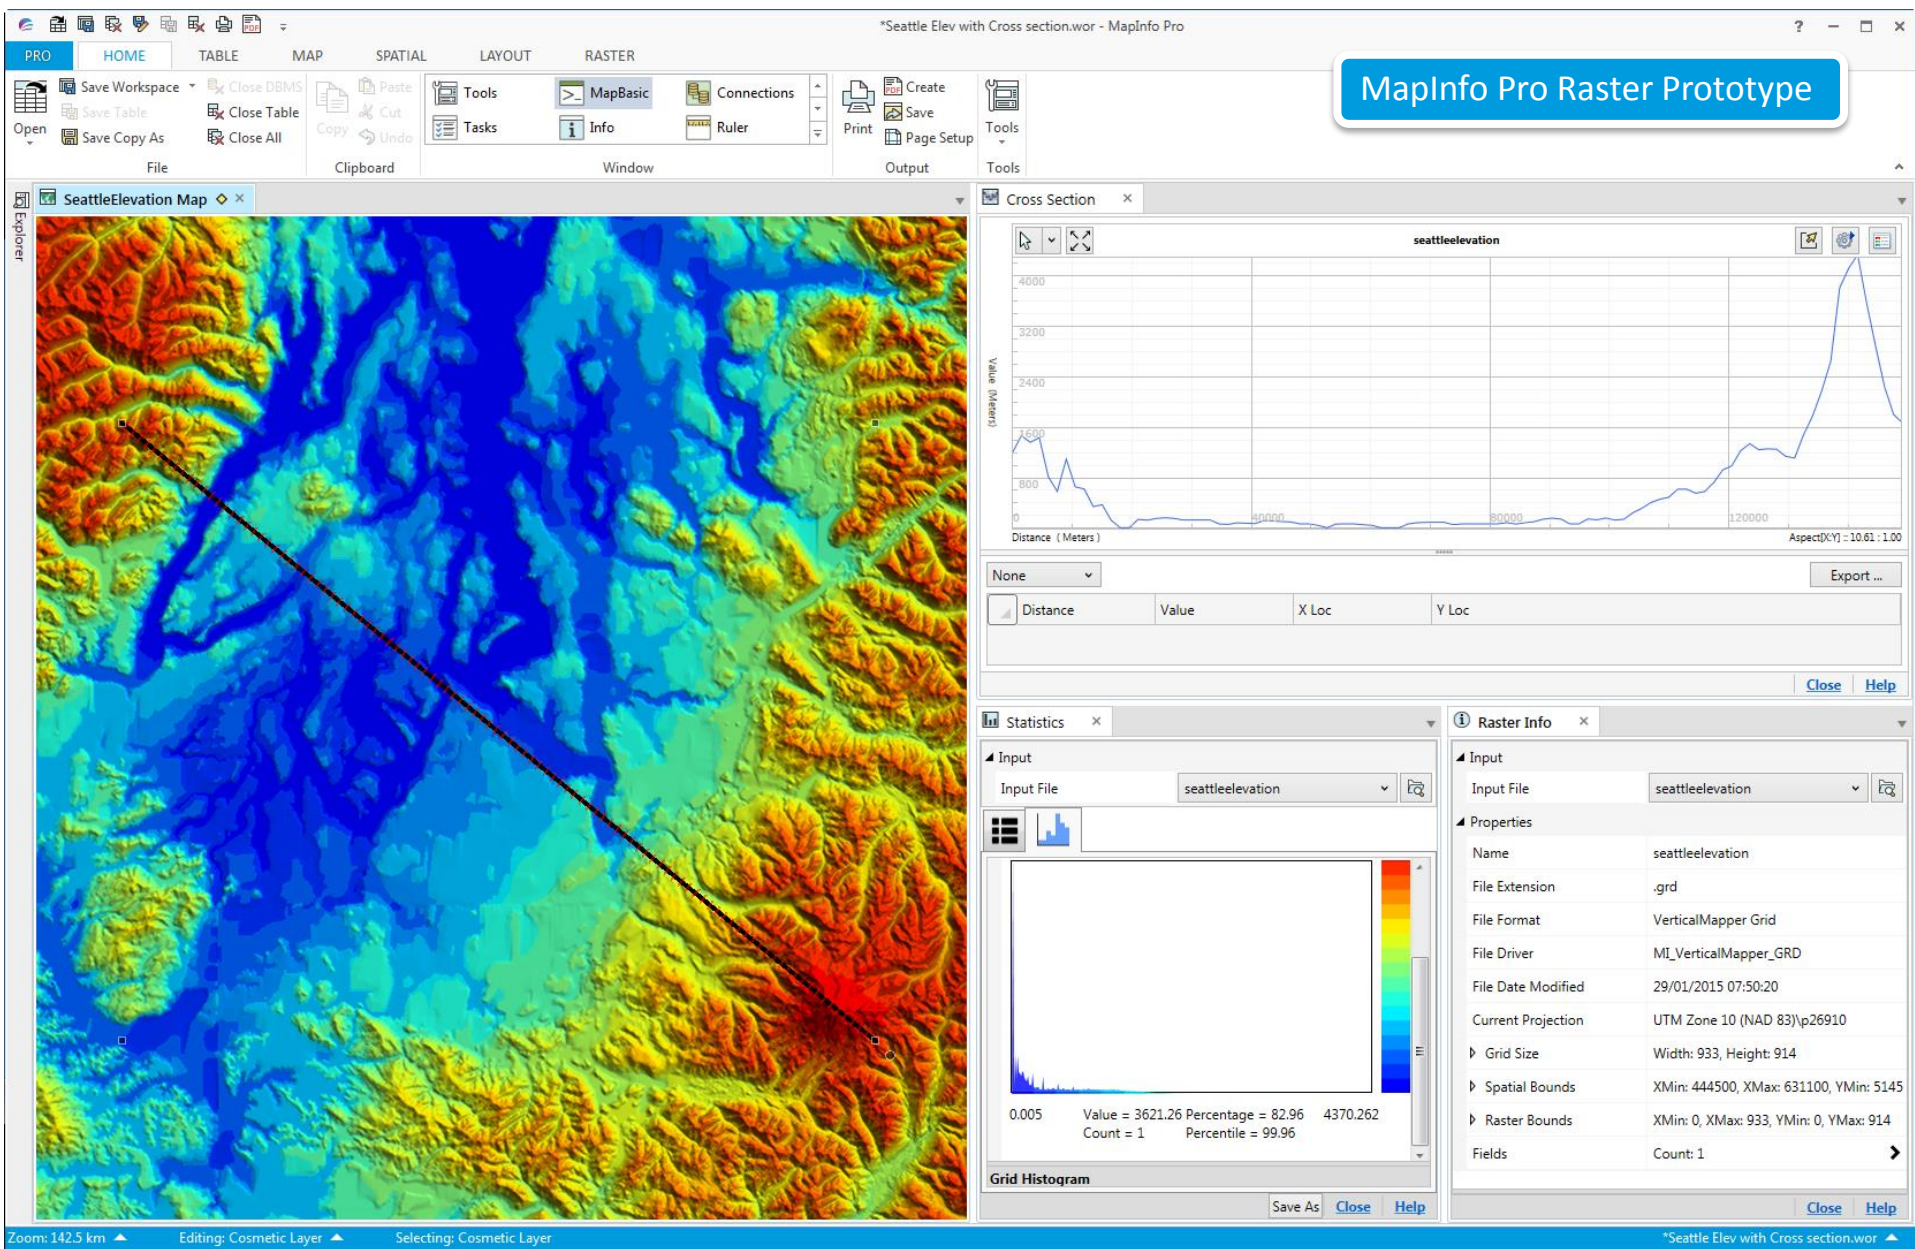 *Seattle Elev with Cross section.wor - MapInfo Pro
PRO HOME TABLE MAP SPATIAL LAYOUT RASTER
MapInfo Pro Raster Prototype
Open
Save Workspace
Save Table
Save Copy As
Close DBMS
Close Table
Close All
File
Copy
Paste
Cut
Undo
Clipboard
Tools MapBasic Connections
Tasks Info Ruler
Window
Print
PDF Create
Save
Page Setup
Output
Tools
Tools
Explorer
SeattleElevation Map
Cross Section
seattleelevation
4000
3200
2400
1600
800
Value (Meters)
0 40000 80000 120000
Distance ( Meters ) Aspect[X:Y] :: 10.61 : 1.00
None Export ...
Distance Value X Loc Y Loc
Close Help
Statistics
Input
Input File seattleelevation
0.005 Value = 3621.26 Percentage = 82.96 4370.262
Count = 1 Percentile = 99.96
Grid Histogram
Save As Close Help
Raster Info
Input
Input File seattleelevation
Properties
Name seattleelevation
File Extension .grd
File Format VerticalMapper Grid
File Driver MI_VerticalMapper_GRD
File Date Modified 29/01/2015 07:50:20
Current Projection UTM Zone 10 (NAD 83)\p26910
Grid Size Width: 933, Height: 914
Spatial Bounds XMin: 444500, XMax: 631100, YMin: 5145
Raster Bounds XMin: 0, XMax: 933, YMin: 0, YMax: 914
Fields Count: 1
Close Help
Zoom: 142.5 km Editing: Cosmetic Layer Selecting: Cosmetic Layer *Seattle Elev with Cross section.wor